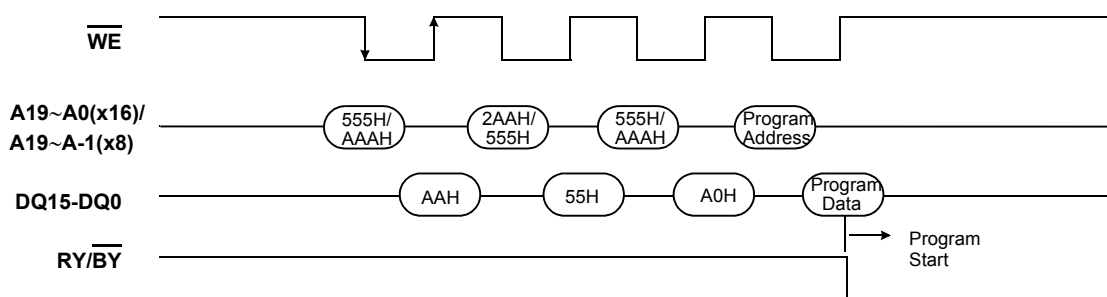 WE
A19~A0(x16)/
A19~A-1(x8)
555H/
AAAH
2AAH/
555H
555H/
AAAH
Program
Address
DQ15-DQ0
AAH
55H
A0H
Program
Data
Program
Start
RY/BY